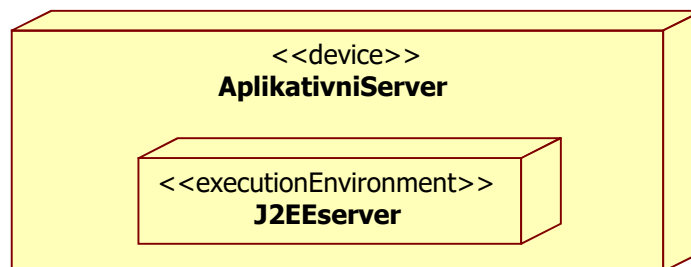 <<device>>
AplikativniServer
<<executionEnvironment>>
J2EEserver